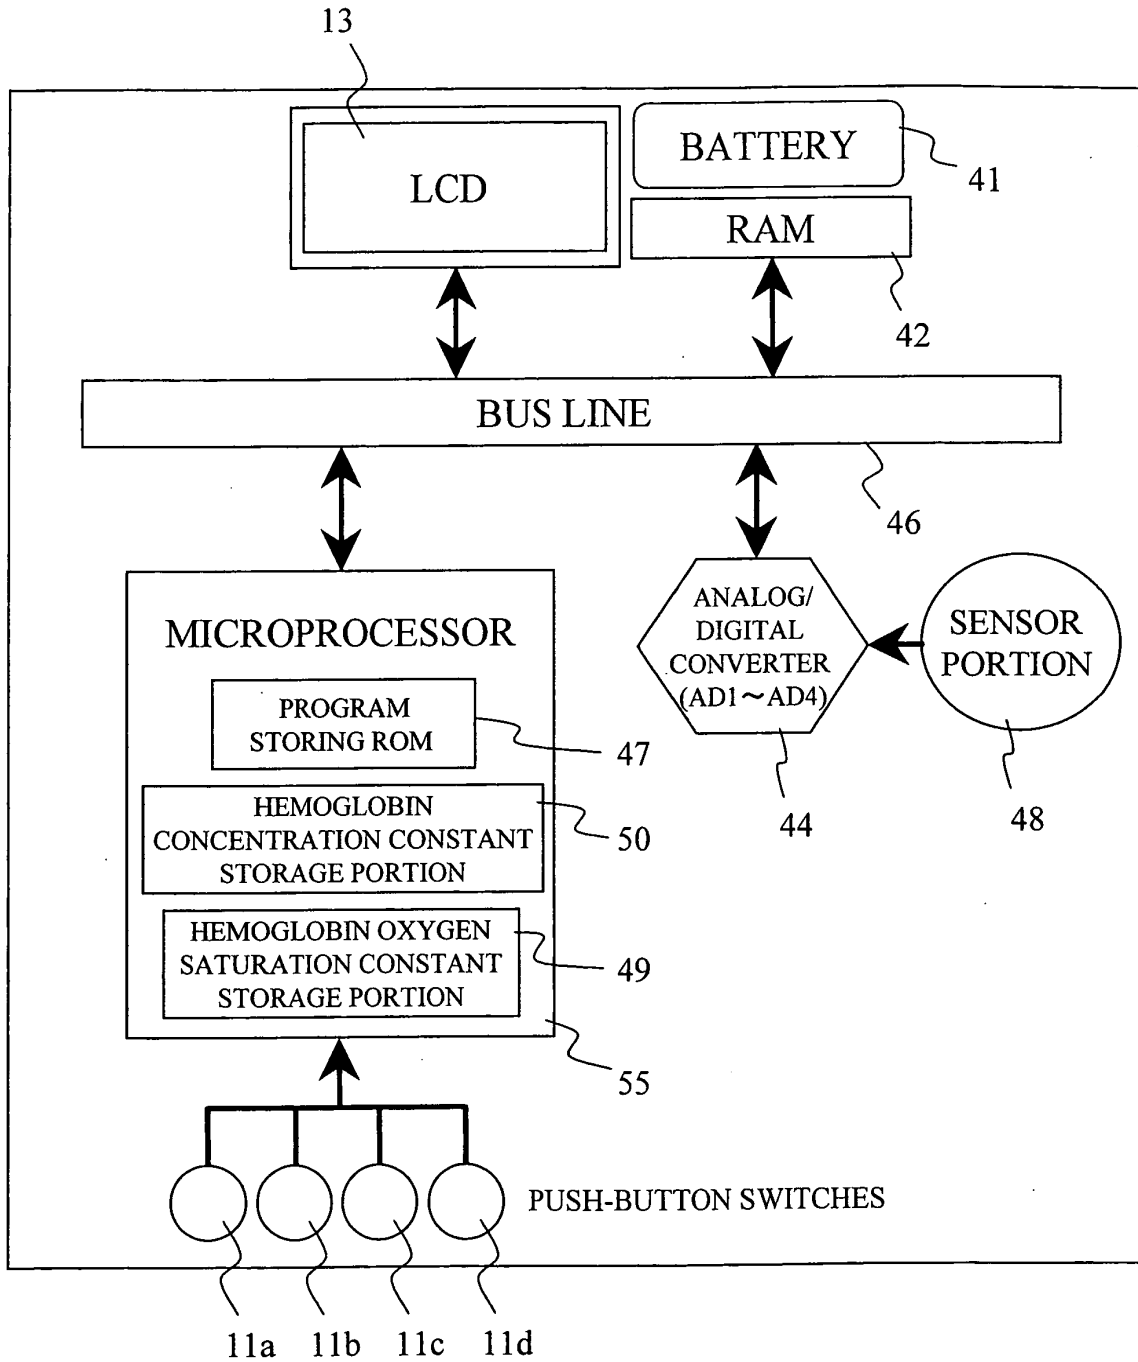 13
LCD
BATTERY
41
RAM
42
BUS LINE
46
MICROPROCESSOR
PROGRAM
STORING ROM
47
HEMOGLOBIN
CONCENTRATION CONSTANT
STORAGE PORTION
50
HEMOGLOBIN OXYGEN
SATURATION CONSTANT
STORAGE PORTION
49
55
ANALOG/
DIGITAL
CONVERTER
(AD1～AD4)
44
SENSOR
PORTION
48
PUSH-BUTTON SWITCHES
11a 11b 11c 11d